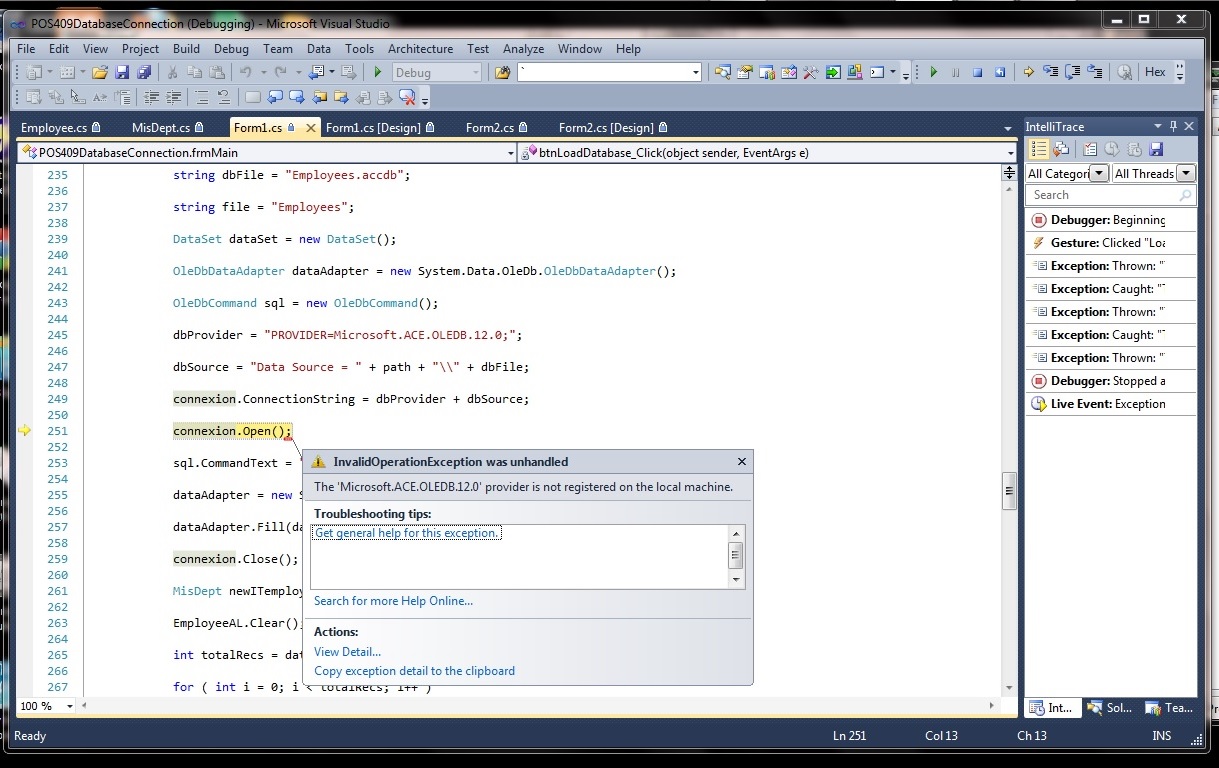 POS409DatabaseConnection (Debugging) - Microsoft Visual Studio
File Edit View Project Build Debug Team Data Tools Architecture Test Analyze Window Help
Debug ` Hex
Employee.cs MisDept.cs Form1.cs Form1.cs [Design] Form2.cs Form2.cs [Design]
POS409DatabaseConnection.frmMain btnLoadDatabase_Click(object sender, EventArgs e)
235 string dbFile = "Employees.accdb";
236
237 string file = "Employees";
238
239 DataSet dataSet = new DataSet();
240
241 OleDbDataAdapter dataAdapter = new System.Data.OleDb.OleDbDataAdapter();
242
243 OleDbCommand sql = new OleDbCommand();
244
245 dbProvider = "PROVIDER=Microsoft.ACE.OLEDB.12.0;";
246
247 dbSource = "Data Source = " + path + "\\" + dbFile;
248
249 connexion.ConnectionString = dbProvider + dbSource;
250
251 connexion.Open();
252
253 sql.CommandText =
254
255 dataAdapter = new
256
257 dataAdapter.Fill(
258
259 connexion.Close();
260
261 MisDept
262
263 EmployeeAL.Clear()
264
265 int totalRecs =
266
267 for ( int i = 0; i < totalRecs; i++ )
InvalidOperationException was unhandled
The 'Microsoft.ACE.OLEDB.12.0' provider is not registered on the local machine.
Troubleshooting tips:
Get general help for this exception.
Search for more Help Online...
Actions:
View Detail...
Copy exception detail to the clipboard
100 %
IntelliTrace
All Categori All Threads
Search
Debugger: Beginning
Gesture: Clicked "Loa
Exception: Thrown: "
Exception: Caught: "
Exception: Thrown: "
Exception: Caught: "
Exception: Thrown: "
Debugger: Stopped a
Live Event: Exception
Int... Sol... Tea...
Ready Ln 251 Col 13 Ch 13 INS